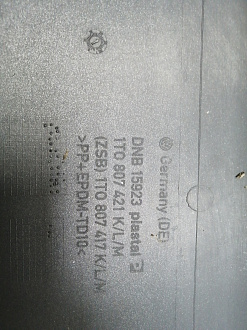 Germany (DE)
DNB 15923 plastal
1T0 807 421 K/L/M
(ZSB) 1T0 807 417 K/L/M
>PP+EPDM-TD10<